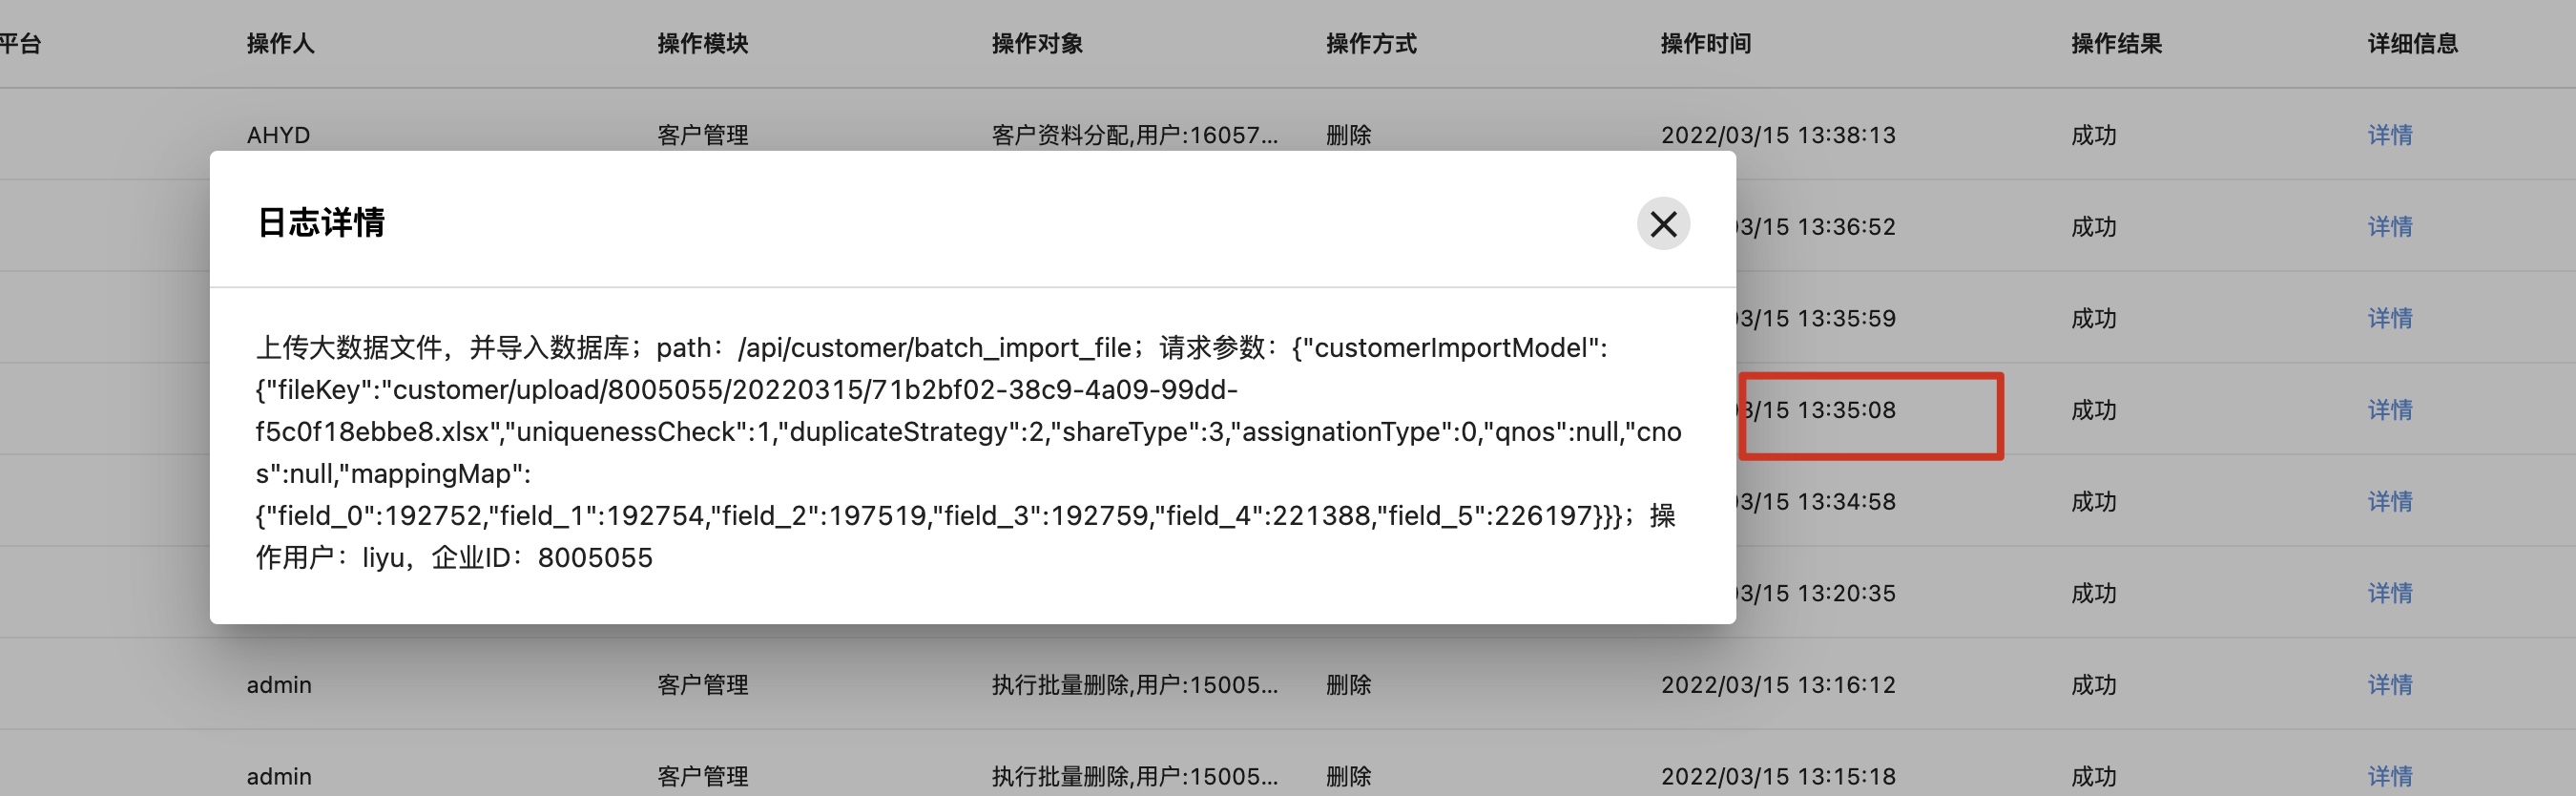 平台 操作人 操作模块 操作对象 操作方式 操作时间 操作结果 详细信息
AHYD 客户管理 客户资料分配,用户:16057... 删除 2022/03/15 13:38:13 成功 详情
日志详情
3/15 13:36:52 成功 详情
3/15 13:35:59 成功 详情
上传大数据文件，并导入数据库；path：/api/customer/batch_import_file；请求参数：{"customerImportModel":
{"fileKey":"customer/upload/8005055/20220315/71b2bf02-38c9-4a09-99dd-
f5c0f18ebbe8.xlsx","uniquenessCheck":1,"duplicateStrategy":2,"shareType":3,"assignationType":0,"qnos":null,"cno
s":null,"mappingMap":
{"field_0":192752,"field_1":192754,"field_2":197519,"field_3":192759,"field_4":221388,"field_5":226197}}}；操
作用户：liyu，企业ID：8005055
3/15 13:35:08 成功 详情
3/15 13:34:58 成功 详情
3/15 13:20:35 成功 详情
admin 客户管理 执行批量删除,用户:15005... 删除 2022/03/15 13:16:12 成功 详情
admin 客户管理 执行批量删除,用户:15005... 删除 2022/03/15 13:15:18 成功 详情